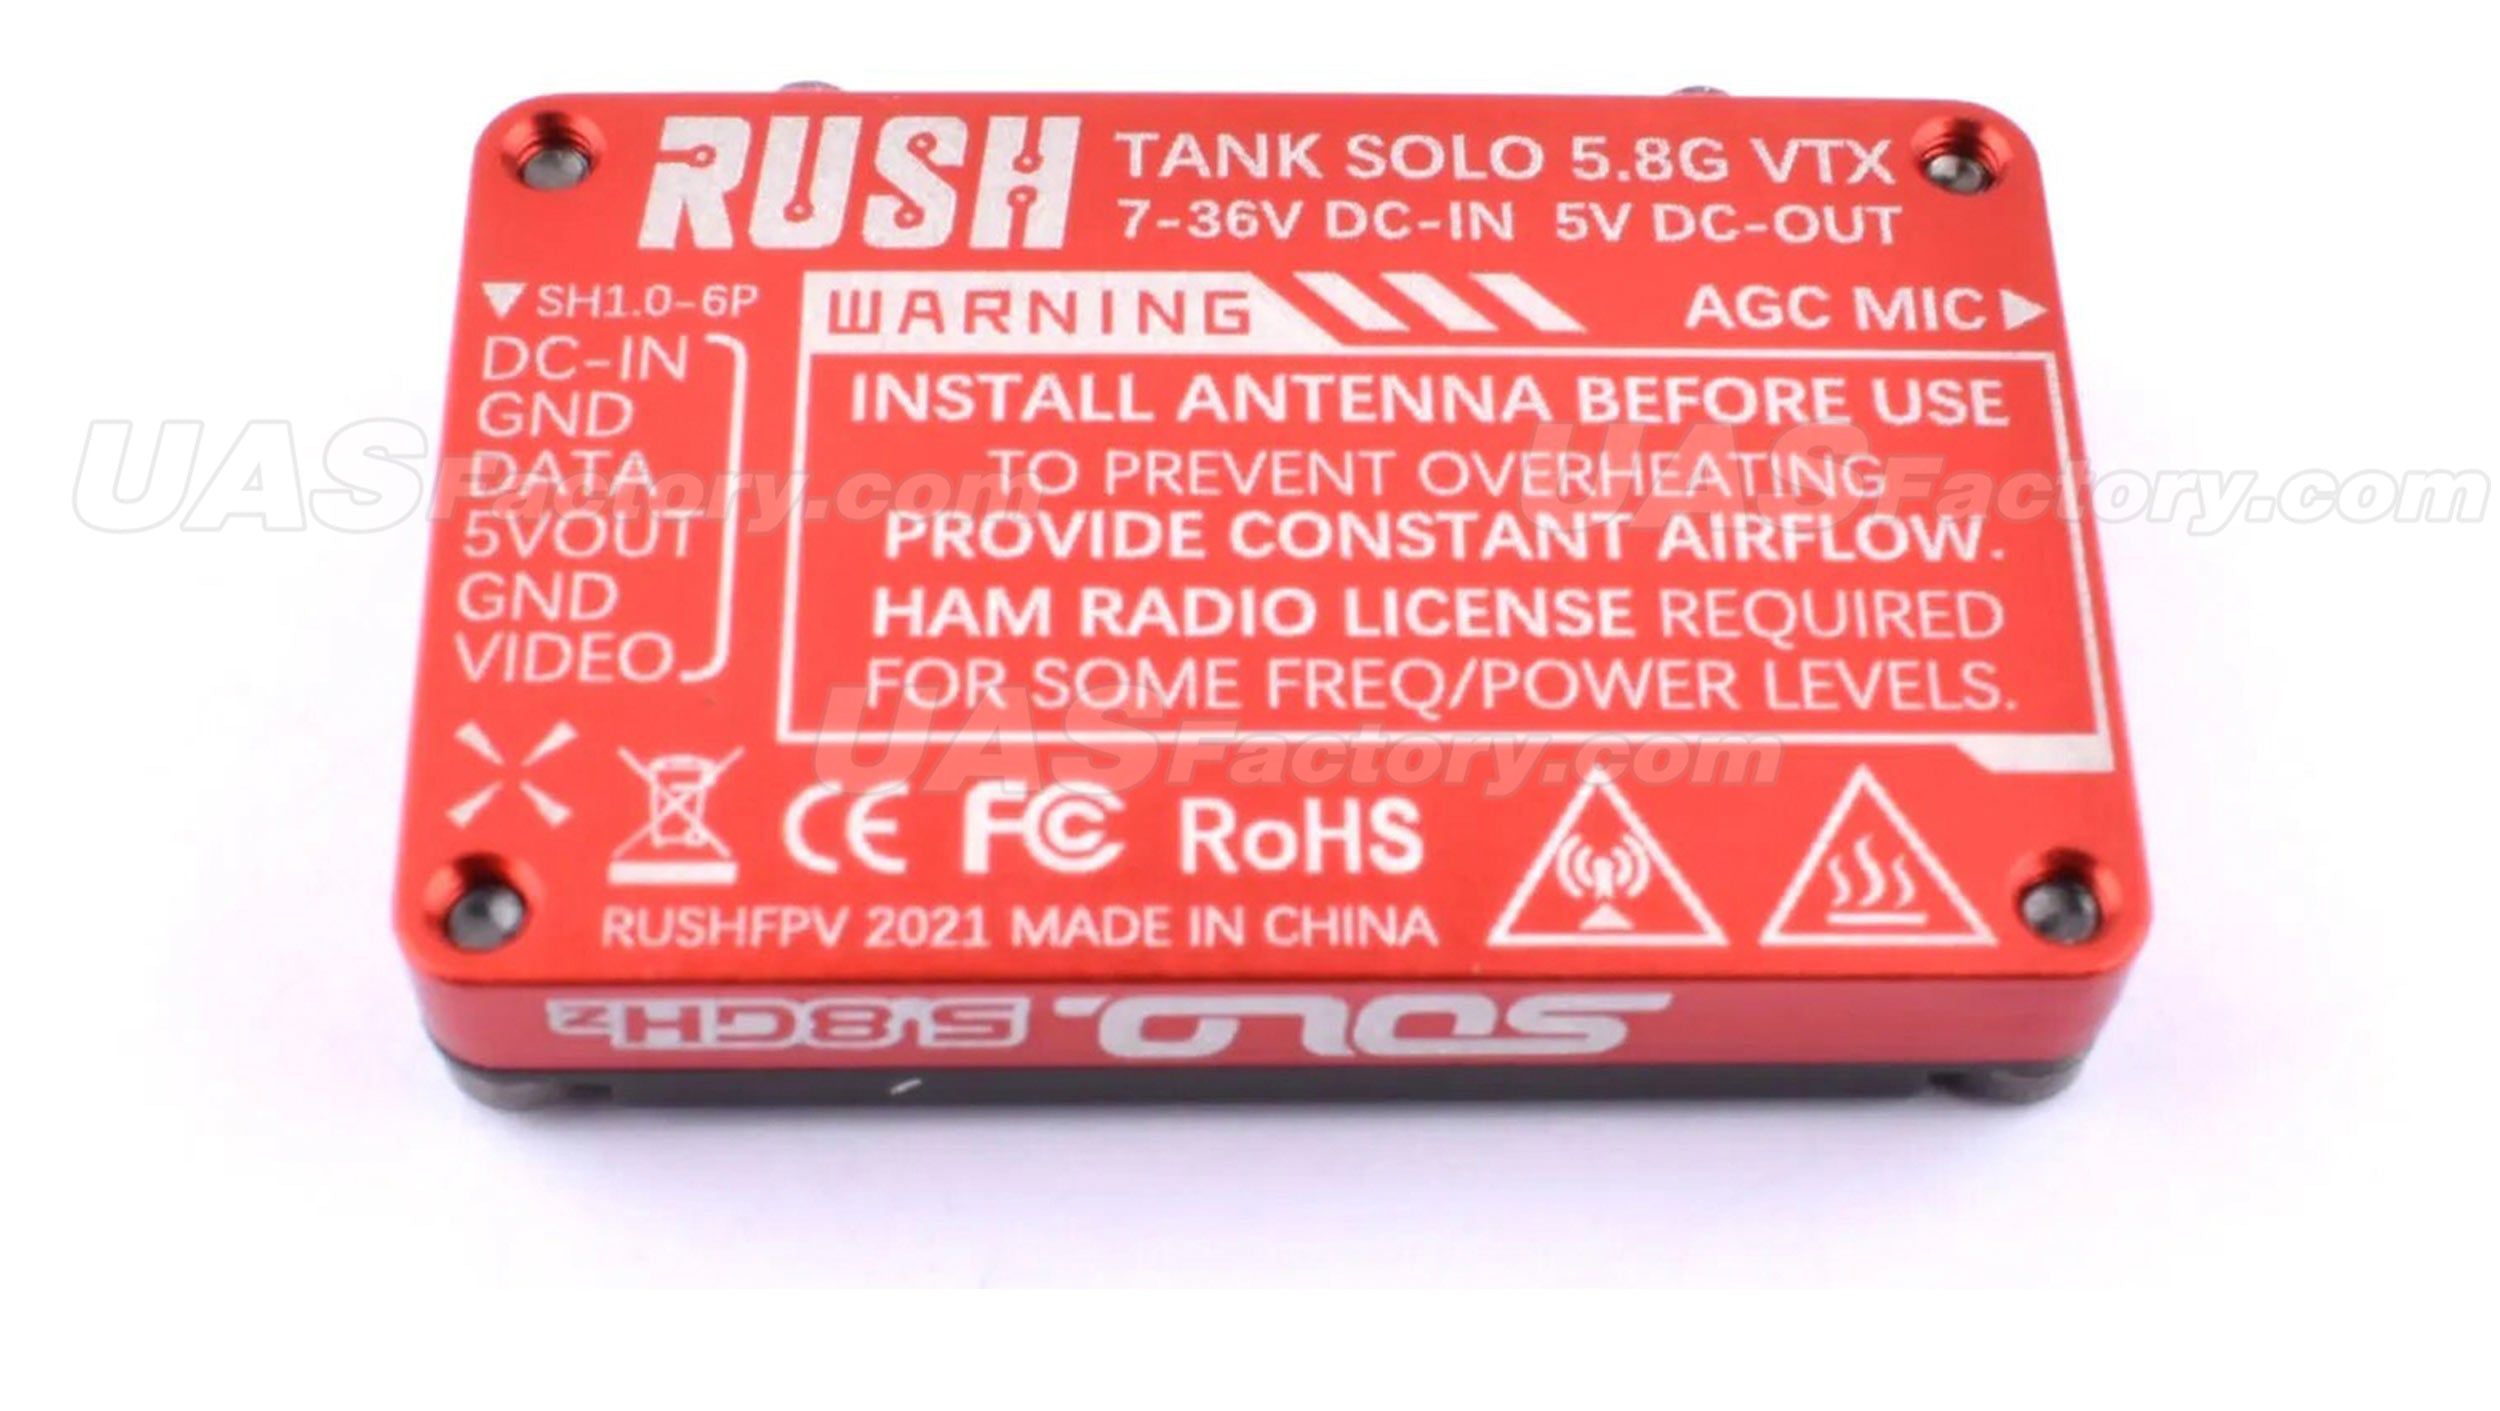 RUSH TANK SOLO 5.8G VTX
7-36V DC-IN 5V DC-OUT
▼SH1.0-6P
DC-IN
GND
DATA
5VOUT
GND
VIDEO
AGC MIC▶
WARNING
INSTALL ANTENNA BEFORE USE
TO PREVENT OVERHEATING
PROVIDE CONSTANT AIRFLOW.
HAM RADIO LICENSE REQUIRED
FOR SOME FREQ/POWER LEVELS.
CE FC RoHS
RUSHFPV 2021 MADE IN CHINA
SOLO. 5.8GHz
UASFactory.com
UASFactory.com
UASFactory.com